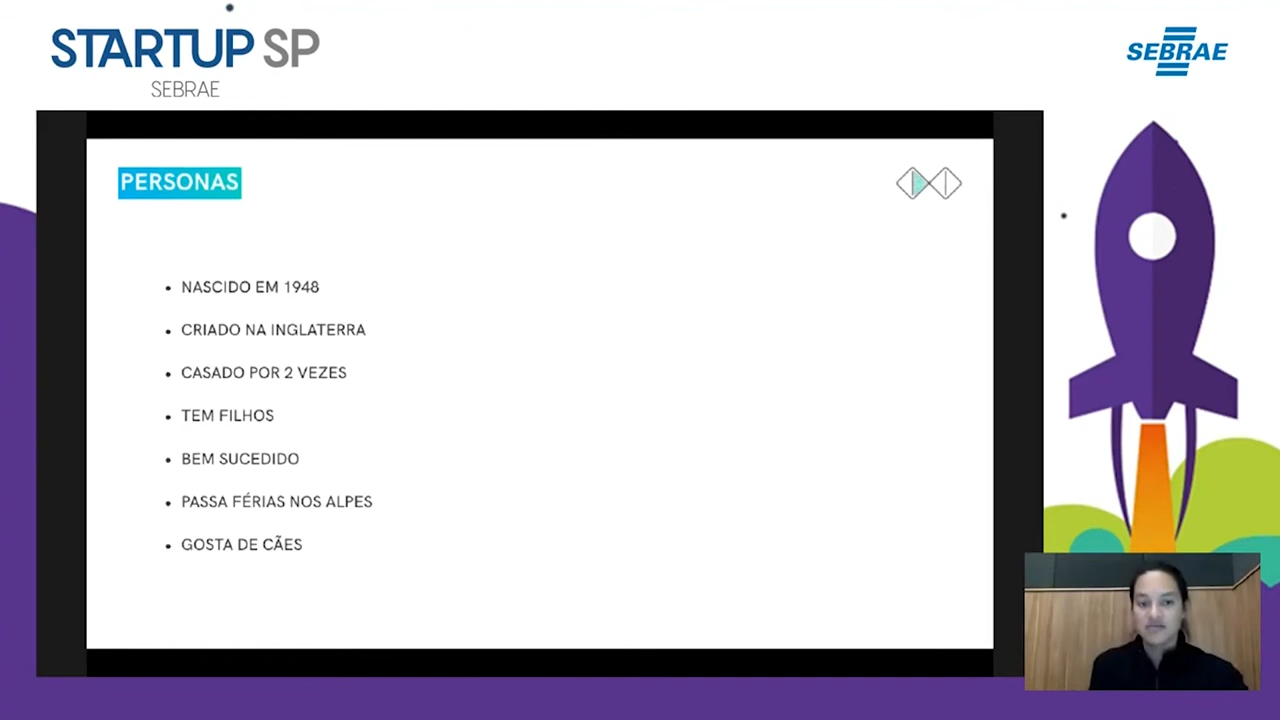 STARTUP SP
SEBRAE
SEBRAE
PERSONAS
• NASCIDO EM 1948
• CRIADO NA INGLATERRA
• CASADO POR 2 VEZES
• TEM FILHOS
• BEM SUCEDIDO
• PASSA FÉRIAS NOS ALPES
• GOSTA DE CÃES